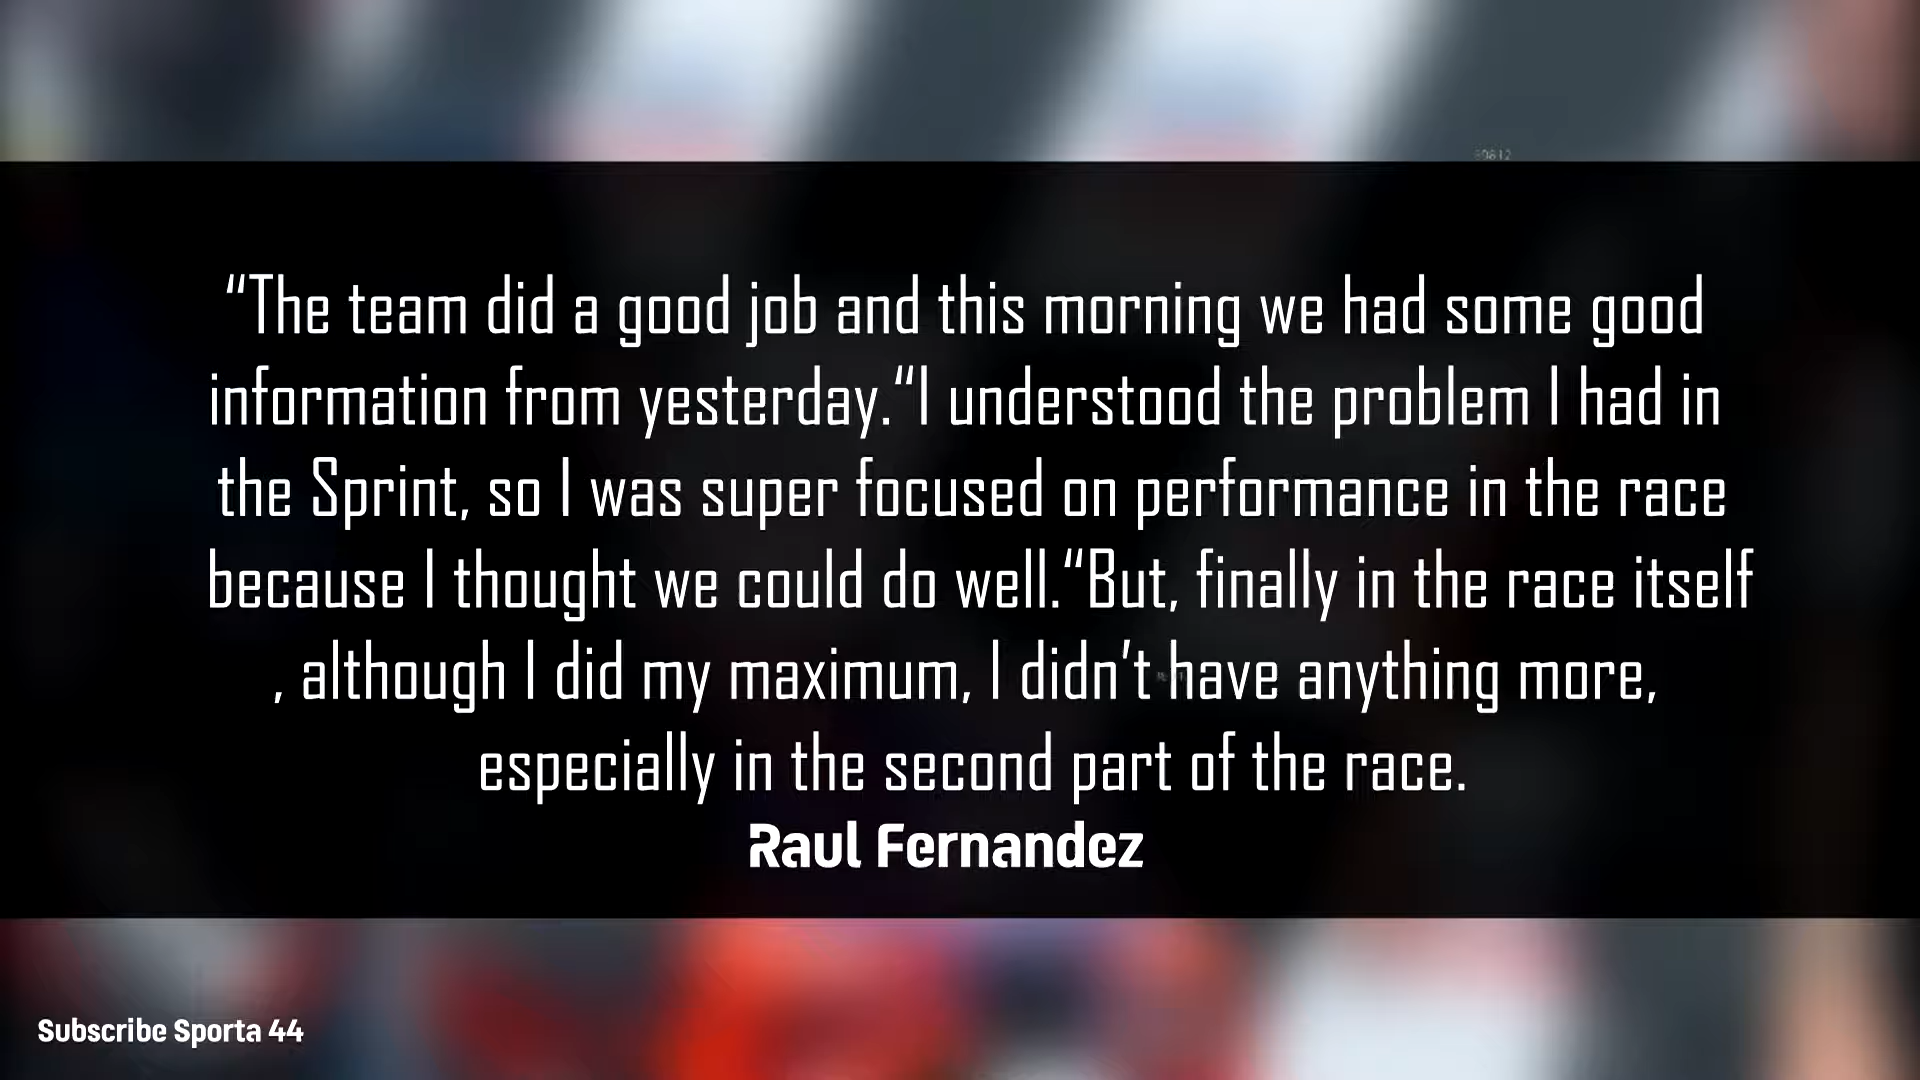 “The team did a good job and this morning we had some good
information from yesterday.“I understood the problem I had in
the Sprint, so I was super focused on performance in the race
because I thought we could do well.“But, finally in the race itself
, although I did my maximum, I didn’t have anything more,
especially in the second part of the race.
Raul Fernandez
Subscribe Sporta 44